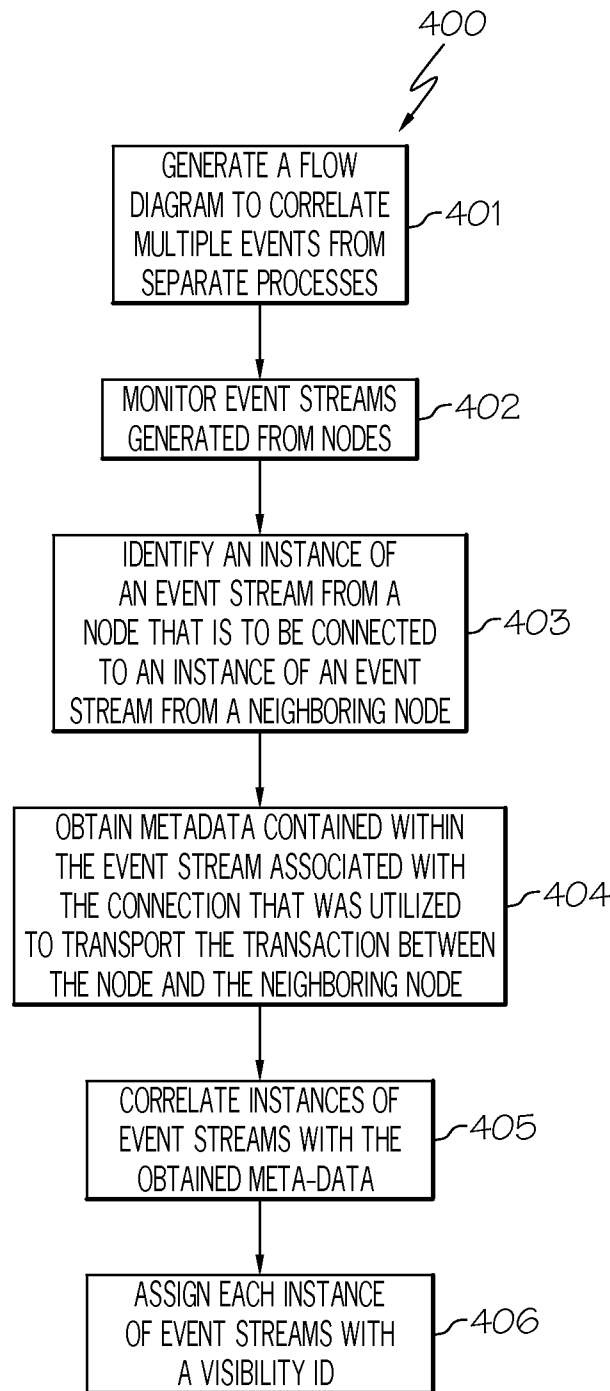 400
GENERATE A FLOW
DIAGRAM TO CORRELATE
MULTIPLE EVENTS FROM
SEPARATE PROCESSES
401
MONITOR EVENT STREAMS
GENERATED FROM NODES
402
IDENTIFY AN INSTANCE OF
AN EVENT STREAM FROM A
NODE THAT IS TO BE CONNECTED
TO AN INSTANCE OF AN EVENT
STREAM FROM A NEIGHBORING NODE
403
OBTAIN METADATA CONTAINED WITHIN
THE EVENT STREAM ASSOCIATED WITH
THE CONNECTION THAT WAS UTILIZED
TO TRANSPORT THE TRANSACTION BETWEEN
THE NODE AND THE NEIGHBORING NODE
404
CORRELATE INSTANCES OF
EVENT STREAMS WITH THE
OBTAINED META-DATA
405
ASSIGN EACH INSTANCE
OF EVENT STREAMS WITH
A VISIBILITY ID
406